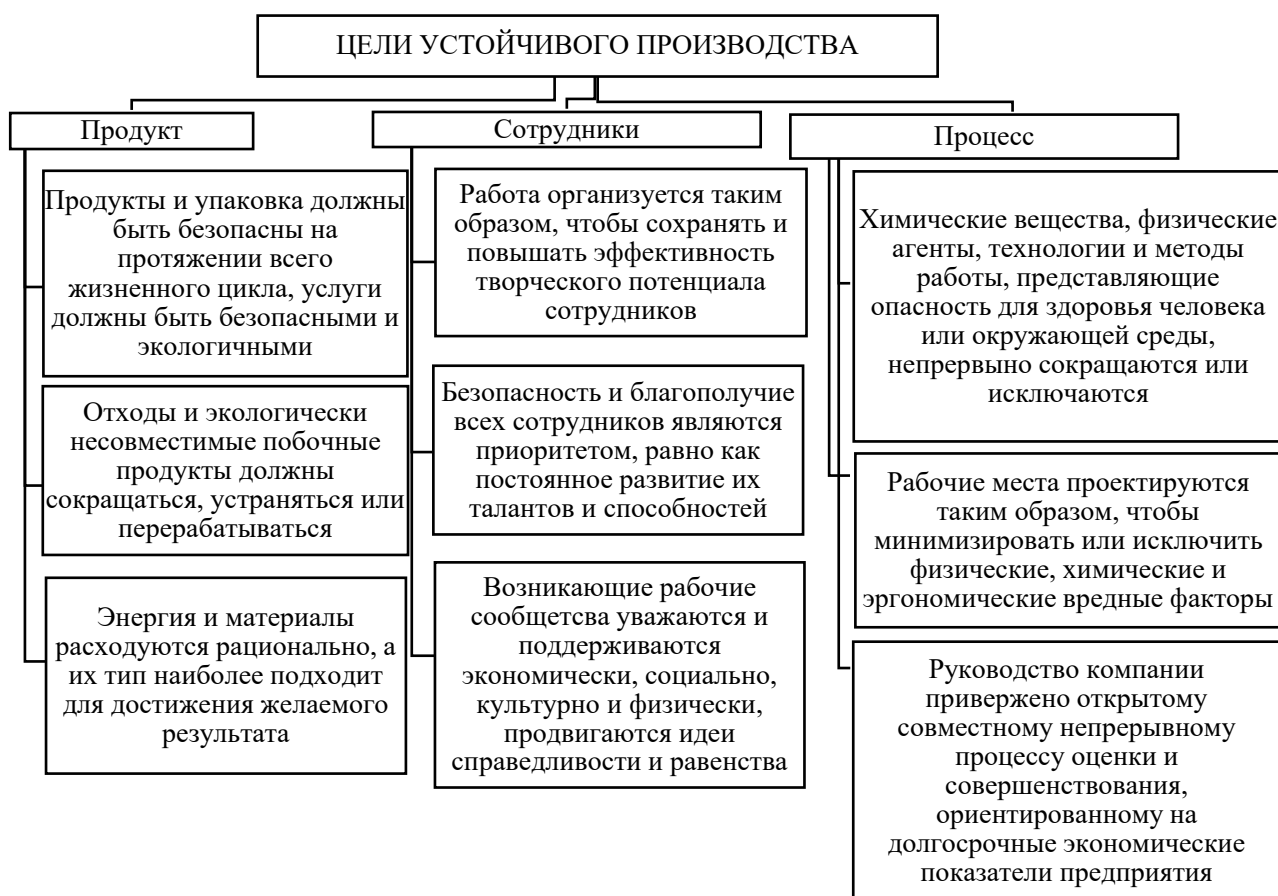 ЦЕЛИ УСТОЙЧИВОГО ПРОИЗВОДСТВА
Продукт
Продукты и упаковка должны
быть безопасны на
протяжении всего
жизненного цикла, услуги
должны быть безопасными и
экологичными
Отходы и экологически
несовместимые побочные
продукты должны
сокращаться, устраняться или
перерабатываться
Энергия и материалы
расходуются рационально, а
их тип наиболее подходит
для достижения желаемого
результата
Сотрудники
Работа организуется таким
образом, чтобы сохранять и
повышать эффективность
творческого потенциала
сотрудников
Безопасность и благополучие
всех сотрудников являются
приоритетом, равно как
постоянное развитие их
талантов и способностей
Возникающие рабочие
сообщетсва уважаются и
поддерживаются
экономически, социально,
культурно и физически,
продвигаются идеи
справедливости и равенства
Процесс
Химические вещества, физические
агенты, технологии и методы
работы, представляющие
опасность для здоровья человека
или окружающей среды,
непрервыно сокращаются или
исключаются
Рабочие места проектируются
таким образом, чтобы
минимизировать или исключить
физические, химические и
эргономические вредные факторы
Руководство компании
привержено открытому
совместному непрерывному
процессу оценки и
совершенствования,
ориентированному на
долгосрочные экономические
показатели предприятия